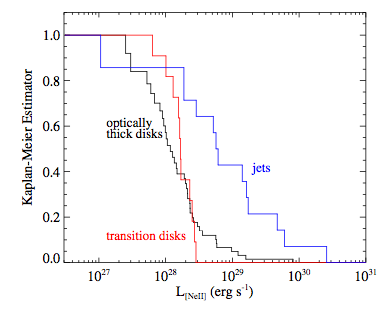 Kaplan-Meier Estimator
1.0
0.8
0.6
0.4
0.2
0.0
optically
thick disks
jets
transition disks
10^27 10^28 10^29 10^30 10^31
L_[NeII] (erg s^-1)